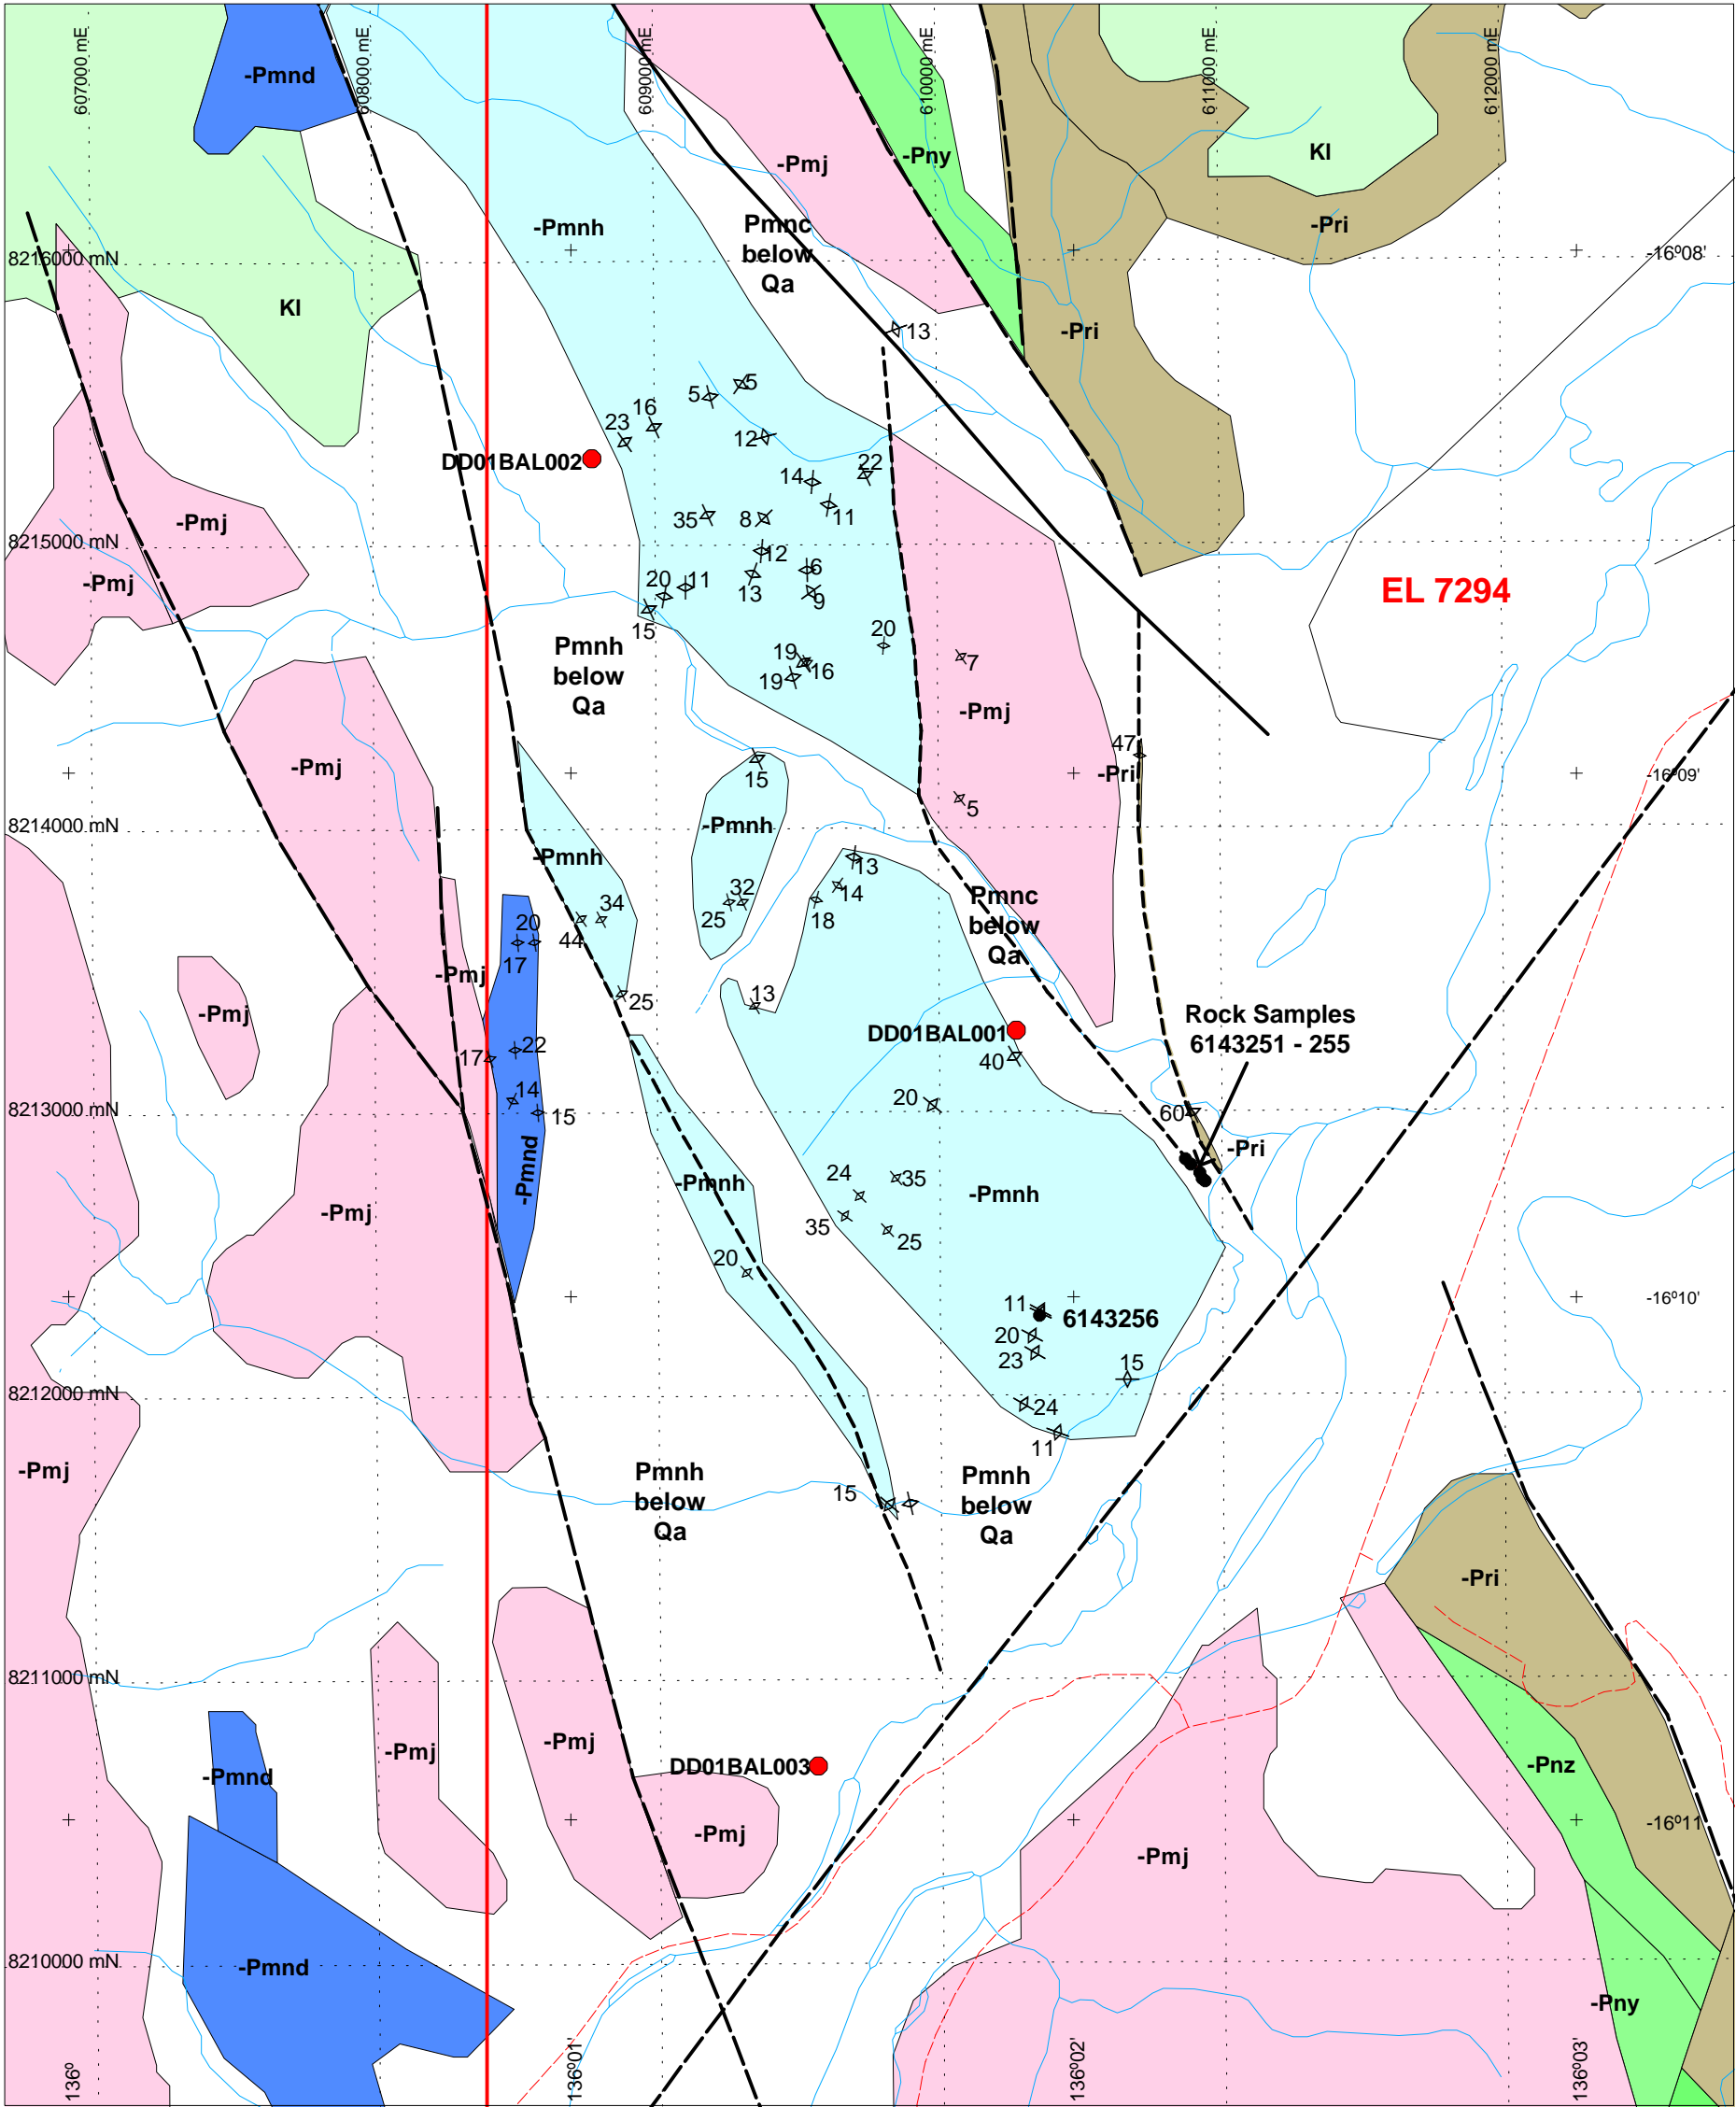 607000 mE
608000 mE
609000 mE
610000 mE
611000 mE
612000 mE
-Pmnd
-Pmj
-Pny
Kl
-Pmnh
Pmnc
below
Qa
-Pri
8216000 mN
-16º08'
Kl
13
-Pri
5
5
16
23
12
DD01BAL002
14
22
-Pmj
35
8
11
8215000 mN
12
6
-Pmj
20
11
13
9
EL 7294
15
Pmnh
below
Qa
20
19
16
7
19
-Pmj
47
-Pmj
15
-Pri
-16º09'
5
8214000 mN
-Pmnh
-Pmnh
13
14
32
Pmnc
below
Qa
34
25
18
20
44
17
-Pmj
25
13
-Pmj
DD01BAL001
Rock Samples
6143251 - 255
17
22
40
14
20
8213000 mN
15
60
-Pri
-Pmnd
-Pmnh
24
35
-Pmnh
-Pmj
35
25
20
11
6143256
-16º10'
20
23
15
8212000 mN
24
11
-Pmj
Pmnh
below
Qa
15
Pmnh
below
Qa
-Pri
8211000 mN
-Pmj
-Pmj
DD01BAL003
-Pmnd
-Pnz
-Pmj
-16º11
-Pmj
8210000 mN
-Pmnd
-Pny
136º
136º01'
136º02'
136º03'